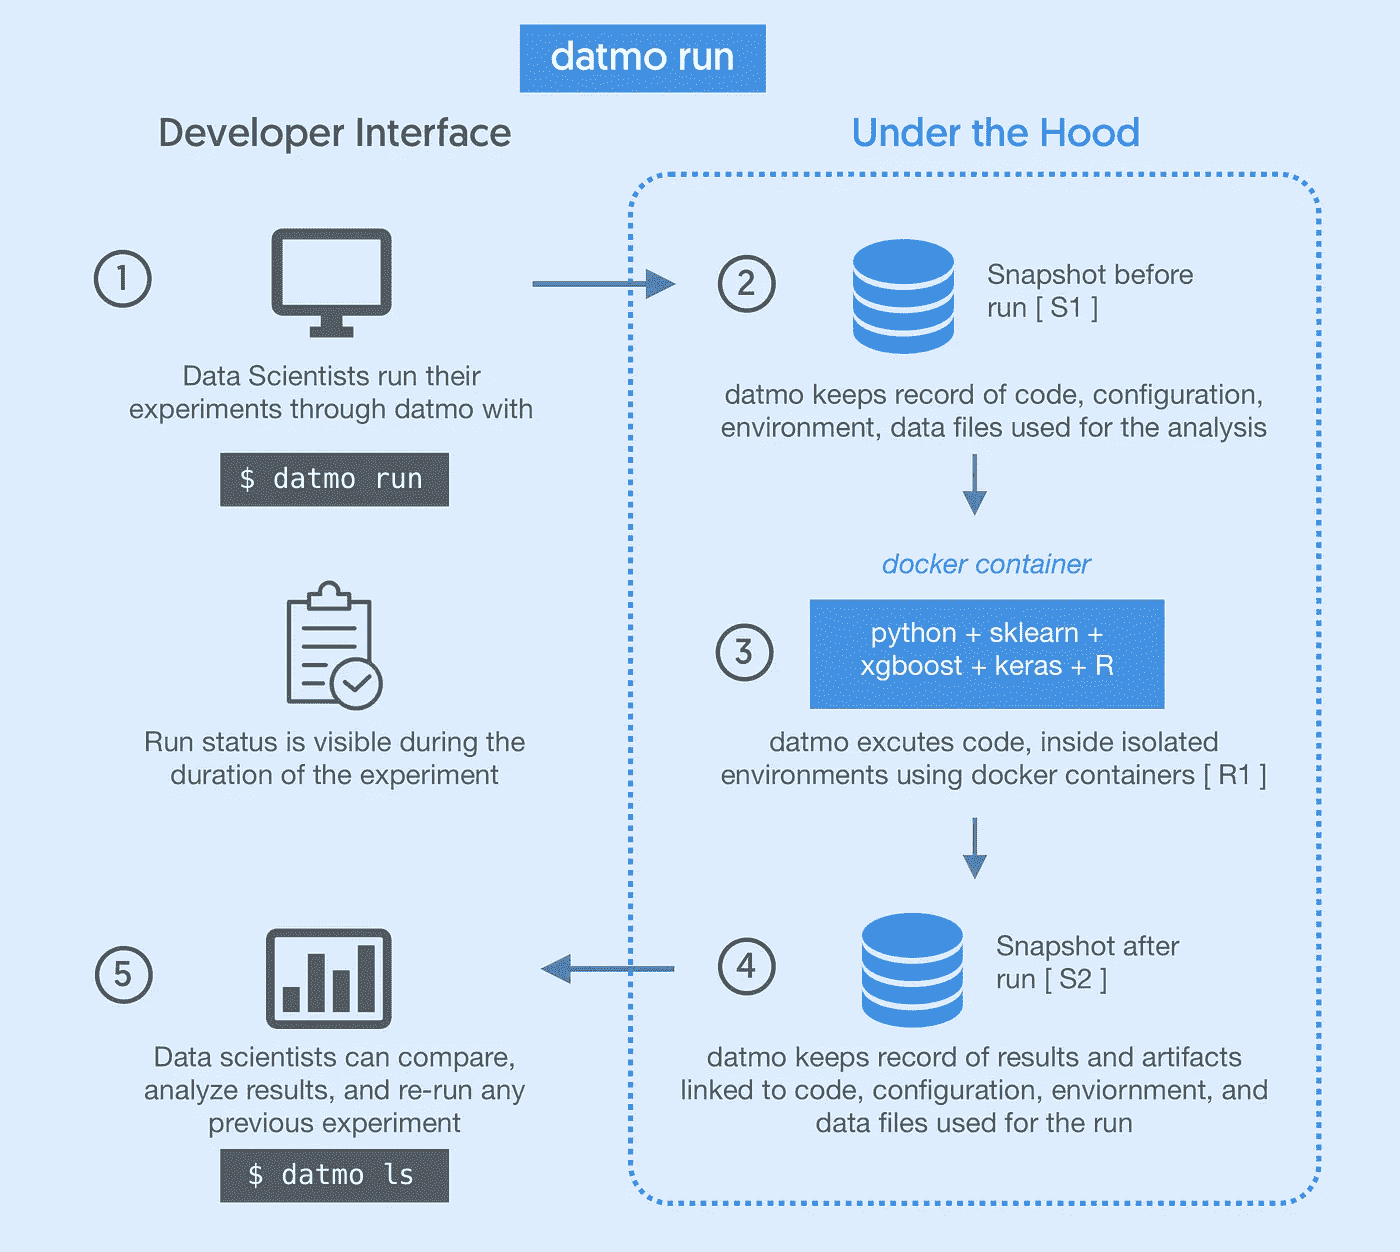 datmo run
Developer Interface
Under the Hood
1
Data Scientists run their
experiments through datmo with
$ datmo run
2
Snapshot before
run [ S1 ]
datmo keeps record of code, configuration,
environment, data files used for the analysis
Run status is visible during the
duration of the experiment
docker container
3
python + sklearn +
xgboost + keras + R
datmo excutes code, inside isolated
environments using docker containers [ R1 ]
4
Snapshot after
run [ S2 ]
datmo keeps record of results and artifacts
linked to code, configuration, enviornment, and
data files used for the run
5
Data scientists can compare,
analyze results, and re-run any
previous experiment
$ datmo ls